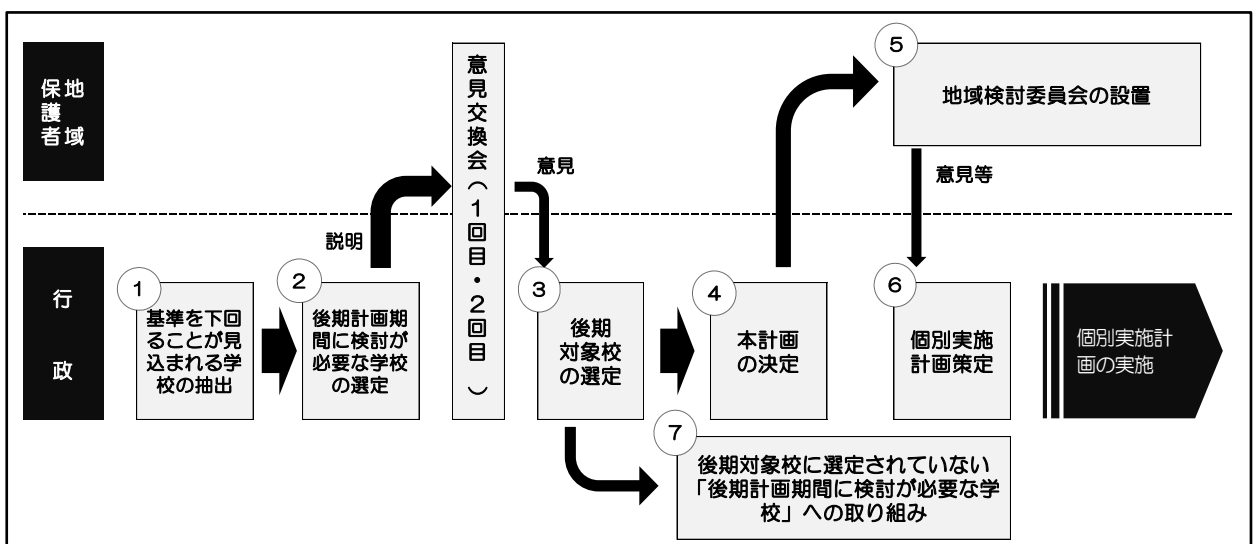 保護者
地域
行政
①
基準を下回
ることが見
込まれる学
校の抽出
②
後期計画期
間に検討が
必要な学校
の選定
説明
意見交換会（１回目・２回目）
意見
③
後期
対象校
の選定
④
本計画
の決定
⑤
地域検討委員会の設置
意見等
⑥
個別実施
計画策定
個別実施計
画の実施
⑦
後期対象校に選定されていない
「後期計画期間に検討が必要な学
校」への取り組み